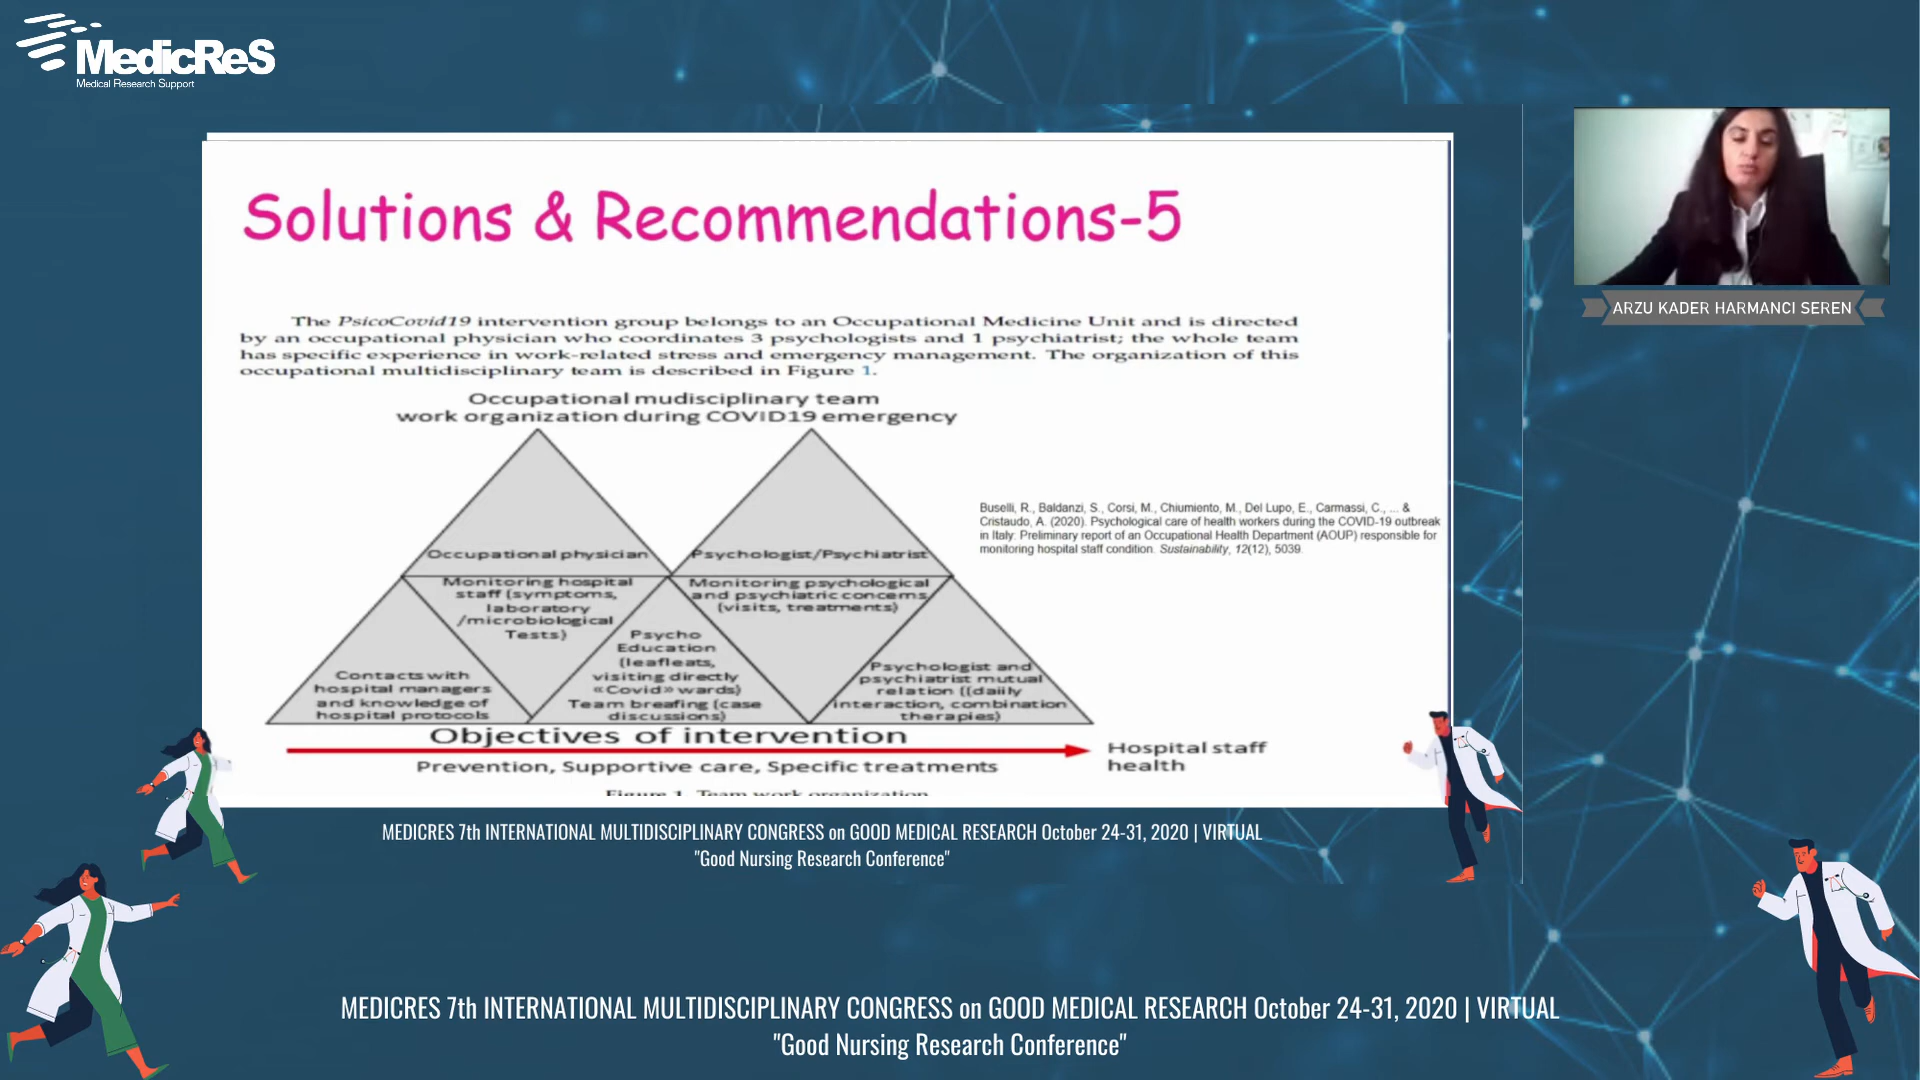 MedicReS
Medical Research Support
Solutions & Recommendations-5
The PsicoCovid19 intervention group belongs to an Occupational Medicine Unit and is directed
by an occupational physician who coordinates 3 psychologists and 1 psychiatrist; the whole team
has specific experience in work-related stress and emergency management. The organization of this
occupational multidisciplinary team is described in Figure 1.
Occupational mudisciplinary team
work organization during COVID19 emergency
Occupational physician
Psychologist/Psychiatrist
Monitoring hospital
staff (symptoms,
laboratory
/microbiological
Tests)
Monitoring psychological
and psychiatric concerns
(visits, treatments)
Contacts with
hospital managers
and knowledge of
hospital protocols
Psycho
Education
(leafleats,
visiting directly
«Covid» wards)
Team breafing (case
discussions)
Psychologist and
psychiatrist mutual
relation ((daiily
interaction, combination
therapies)
Objectives of intervention
Prevention, Supportive care, Specific treatments
Hospital staff
health
Figure 1. Team work organization
Buselli, R., Baldanzi, S., Corsi, M., Chiumiento, M., Del Lupo, E., Carmassi, C., ... &
Cristaudo, A. (2020). Psychological care of health workers during the COVID-19 outbreak
in Italy: Preliminary report of an Occupational Health Department (AOUP) responsible for
monitoring hospital staff condition. Sustainability, 12(12), 5039.
ARZU KADER HARMANCI SEREN
MEDICRES 7th INTERNATIONAL MULTIDISCIPLINARY CONGRESS on GOOD MEDICAL RESEARCH October 24-31, 2020 | VIRTUAL
"Good Nursing Research Conference"
MEDICRES 7th INTERNATIONAL MULTIDISCIPLINARY CONGRESS on GOOD MEDICAL RESEARCH October 24-31, 2020 | VIRTUAL
"Good Nursing Research Conference"